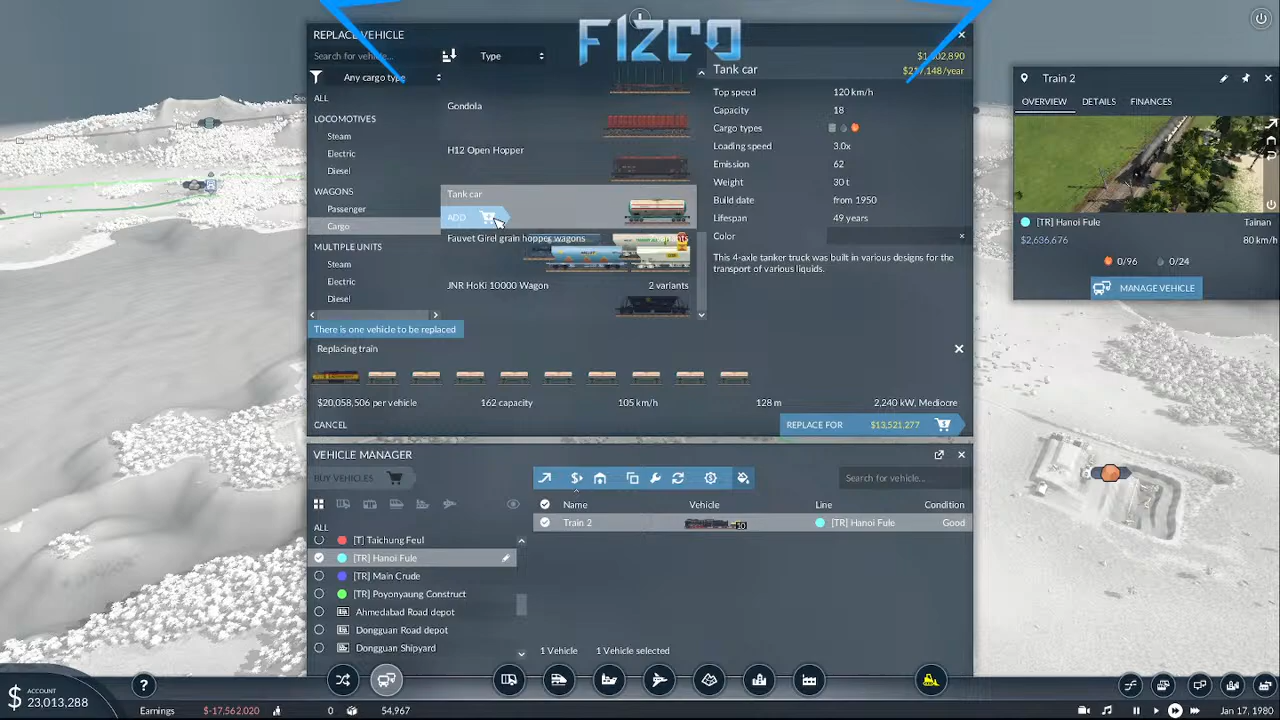 FIZCO
REPLACE VEHICLE
Search for vehic...
Type
Any cargo type
ALL
LOCOMOTIVES
Steam
Electric
Diesel
WAGONS
Passenger
Cargo
MULTIPLE UNITS
Steam
Electric
Diesel
Gondola
H12 Open Hopper
Tank car
ADD
Fauvet Girel grain hopper wagons
JNR HoKi 10000 Wagon
2 variants
Tank car
Top speed 120 km/h
Capacity 18
Cargo types
Loading speed 3.0x
Emission 62
Weight 30 t
Build date from 1950
Lifespan 49 years
Color
This 4-axle tanker truck was built in various designs for the
transport of various liquids.
There is one vehicle to be replaced
Replacing train
$20,058,506 per vehicle 162 capacity 105 km/h 128 m 2,240 kW, Mediocre
CANCEL
REPLACE FOR $13,521,277
VEHICLE MANAGER
BUY VEHICLES
Search for vehicle...
ALL
[T] Taichung Feul
[TR] Hanoi Fule
[TR] Main Crude
[TR] Poyonyaung Construct
Ahmedabad Road depot
Dongguan Road depot
Dongguan Shipyard
Name Vehicle Line Condition
Train 2 10 [TR] Hanoi Fule Good
1 Vehicle 1 Vehicle selected
Train 2
OVERVIEW DETAILS FINANCES
[TR] Hanoi Fule Tainan
$2,636,676 80 km/h
0/96 0/24
MANAGE VEHICLE
$ ACCOUNT
23,013,288
?
Earnings $-17,562,020 0 54,967
Jan 17, 1980